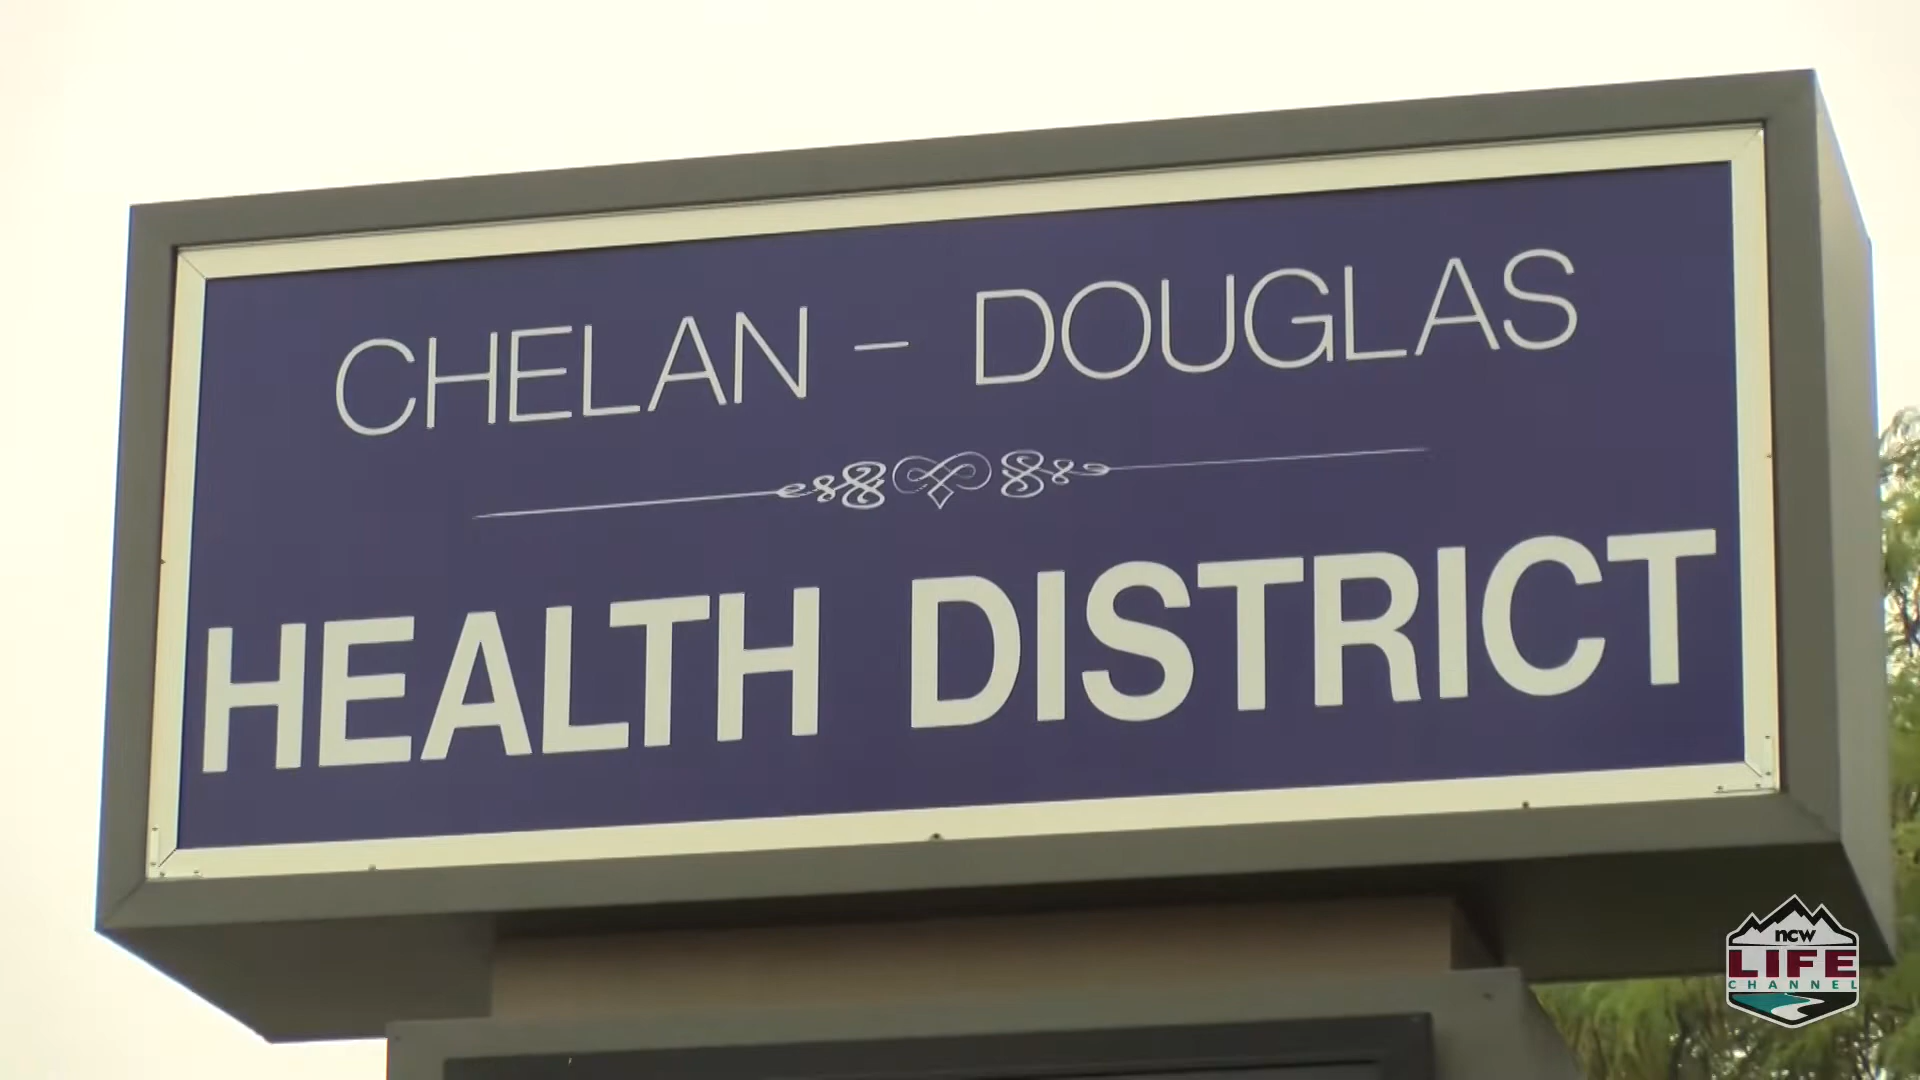 CHELAN - DOUGLAS
HEALTH DISTRICT
ncw
LIFE
CHANNEL